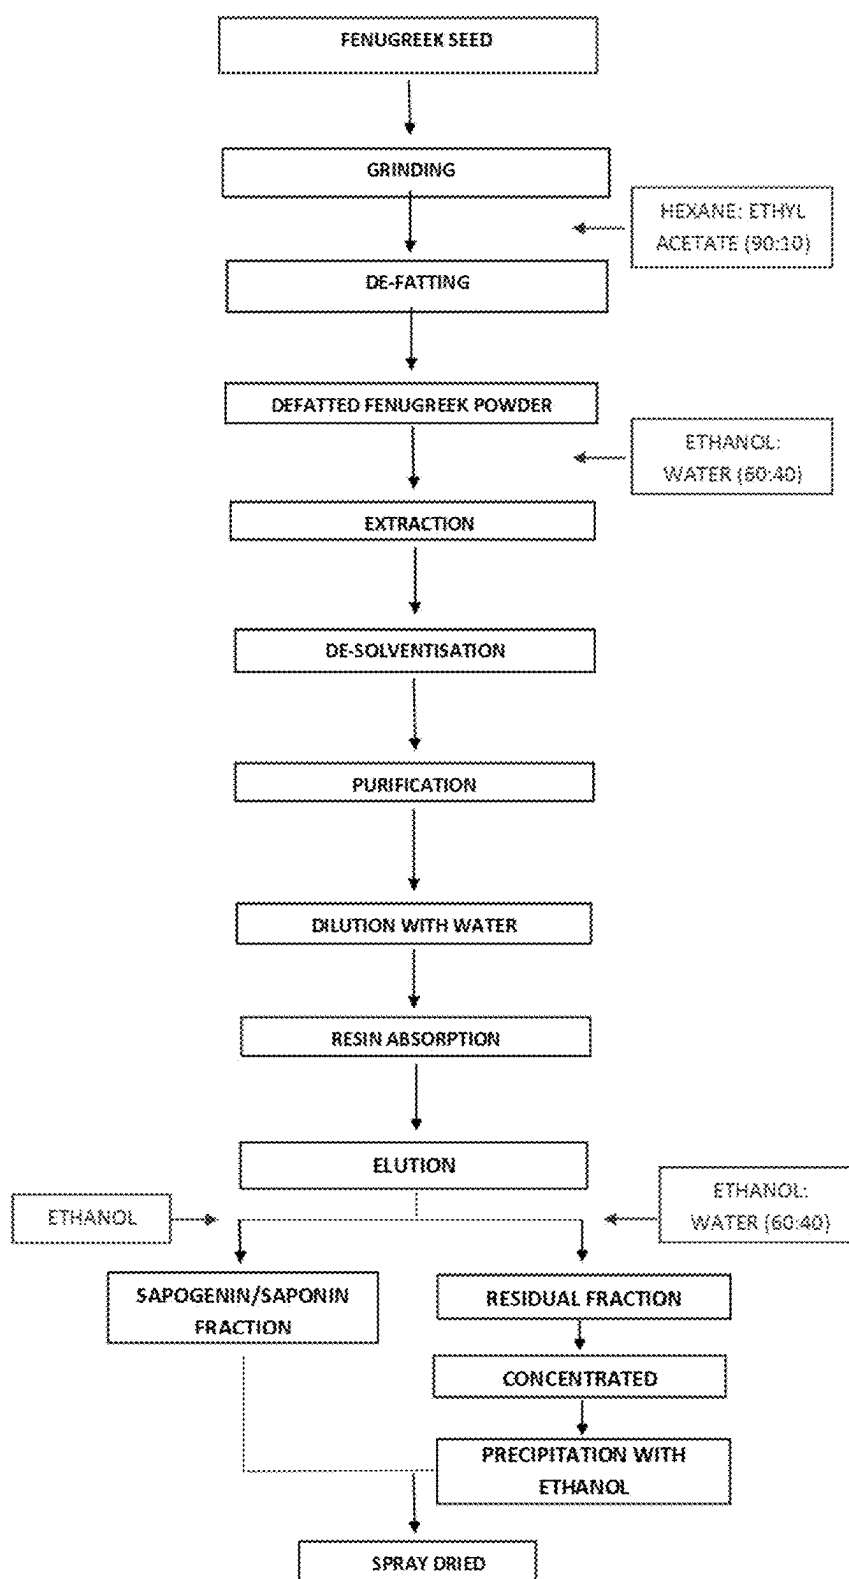 FENUGREEK SEED
GRINDING
HEXANE: ETHYL
ACETATE (90:10)
DE-FATTING
DEFATTED FENUGREEK POWDER
ETHANOL:
WATER (60:40)
EXTRACTION
DE-SOLVENTISATION
PURIFICATION
DILUTION WITH WATER
RESIN ABSORPTION
ELUTION
ETHANOL
ETHANOL:
WATER (60:40)
SAPOGENIN/SAPONIN
FRACTION
RESIDUAL FRACTION
CONCENTRATED
PRECIPITATION WITH
ETHANOL
SPRAY DRIED